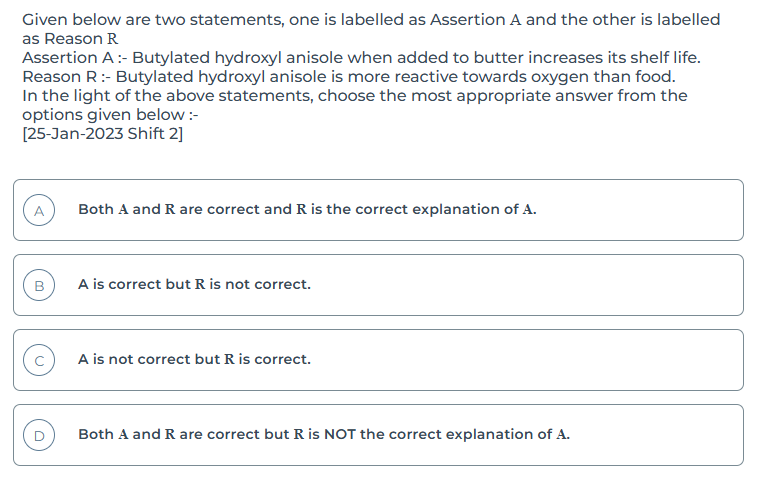 Given below are two statements, one is labelled as Assertion A and the other is labelled
as Reason R
Assertion A :- Butylated hydroxyl anisole when added to butter increases its shelf life.
Reason R :- Butylated hydroxyl anisole is more reactive towards oxygen than food.
In the light of the above statements, choose the most appropriate answer from the
options given below :-
[25-Jan-2023 Shift 2]
A Both A and R are correct and R is the correct explanation of A.
B A is correct but R is not correct.
C A is not correct but R is correct.
D Both A and R are correct but R is NOT the correct explanation of A.